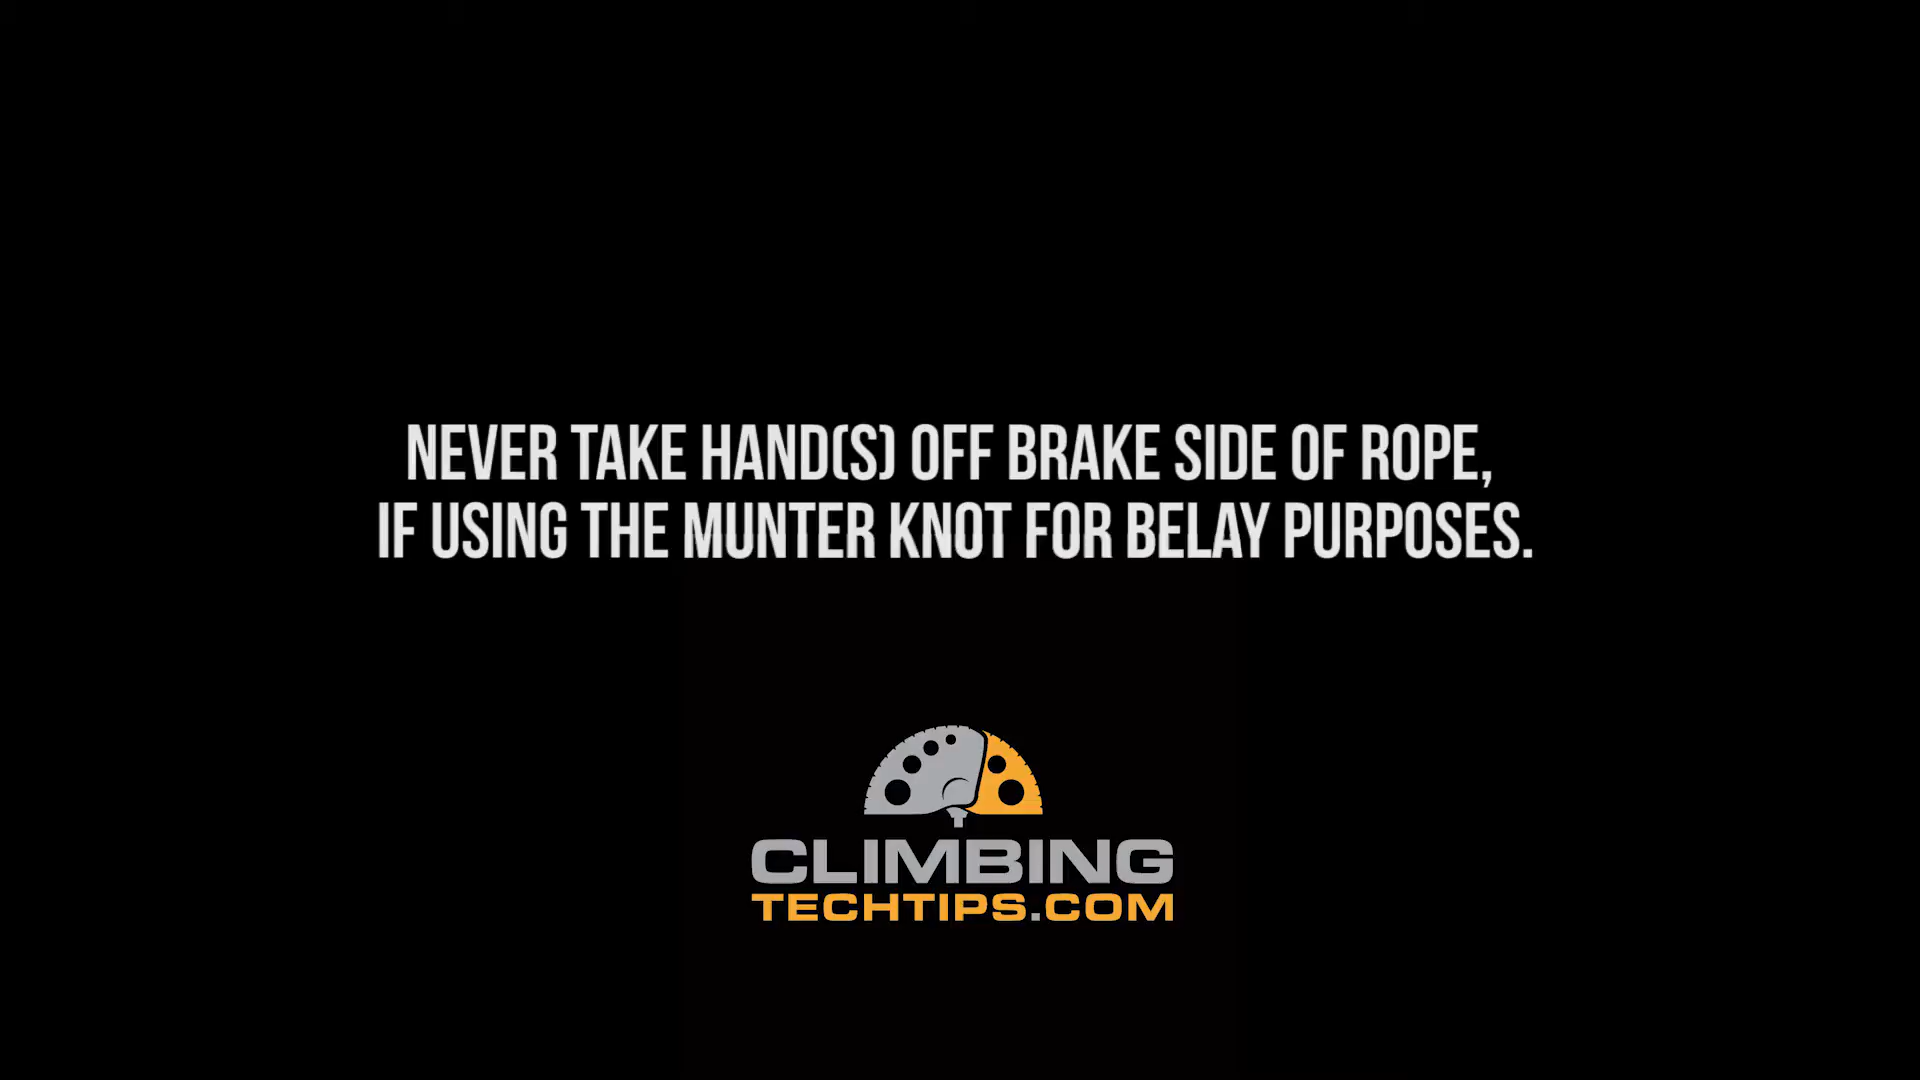 NEVER TAKE HAND(S) OFF BRAKE SIDE OF ROPE,
IF USING THE MUNTER KNOT FOR BELAY PURPOSES.
CLIMBING
TECHTIPS.COM